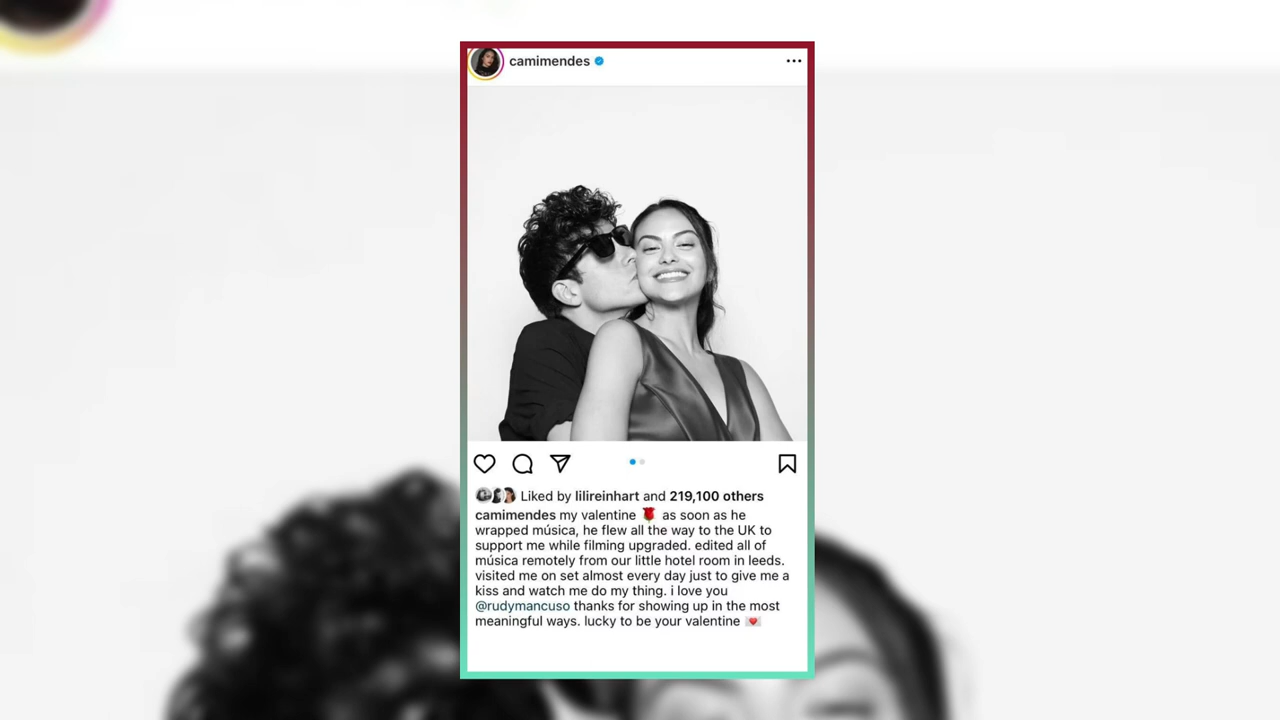 camimendes
Liked by lilireinhart and 219,100 others
camimendes my valentine 🌹 as soon as he
wrapped música, he flew all the way to the UK to
support me while filming upgraded. edited all of
música remotely from our little hotel room in leeds.
visited me on set almost every day just to give me a
kiss and watch me do my thing. i love you
@rudymancuso thanks for showing up in the most
meaningful ways. lucky to be your valentine 💌